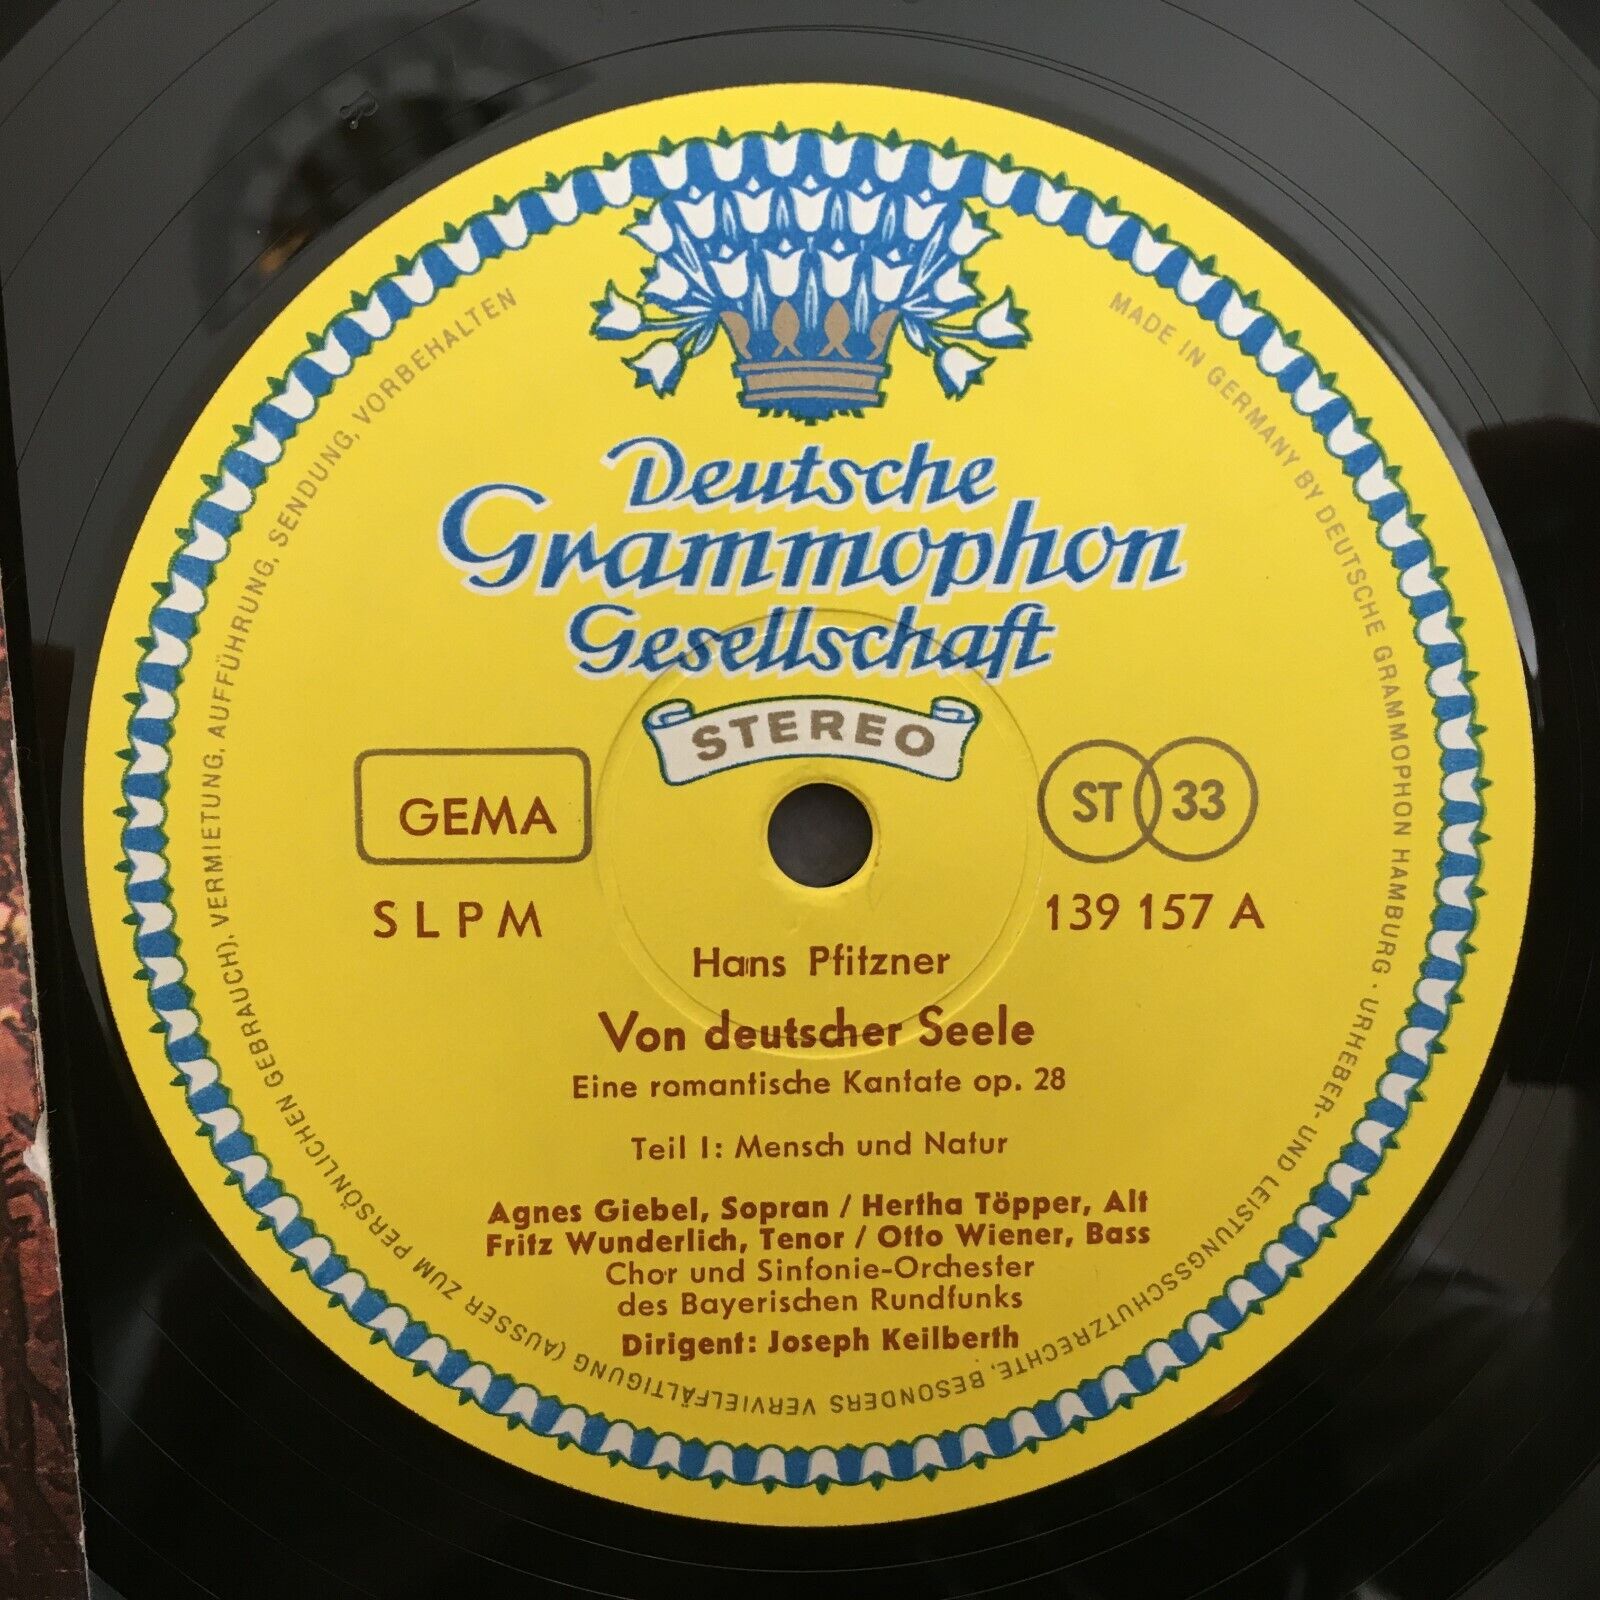 Deutsche
Grammophon
Gesellschaft
STEREO
GEMA
ST 33
SLPM
139 157 A
Hans Pfitzner
Von deutscher Seele
Eine romantische Kantate op. 28
Teil I: Mensch und Natur
Agnes Giebel, Sopran / Hertha Töpper, Alt
Fritz Wunderlich, Tenor / Otto Wiener, Bass
Chor und Sinfonie-Orchester
des Bayerischen Rundfunks
Dirigent: Joseph Keilberth
MADE IN GERMANY BY DEUTSCHE GRAMMOPHON HAMBURG · URHEBER- UND LEISTUNGSSCHUTZRECHTE, BESONDERS VERVIELFÄLTIGUNG (AUSSER ZUM PERSÖNLICHEN GEBRAUCH), VERMIETUNG, AUFFÜHRUNG, SENDUNG, VORBEHALTEN